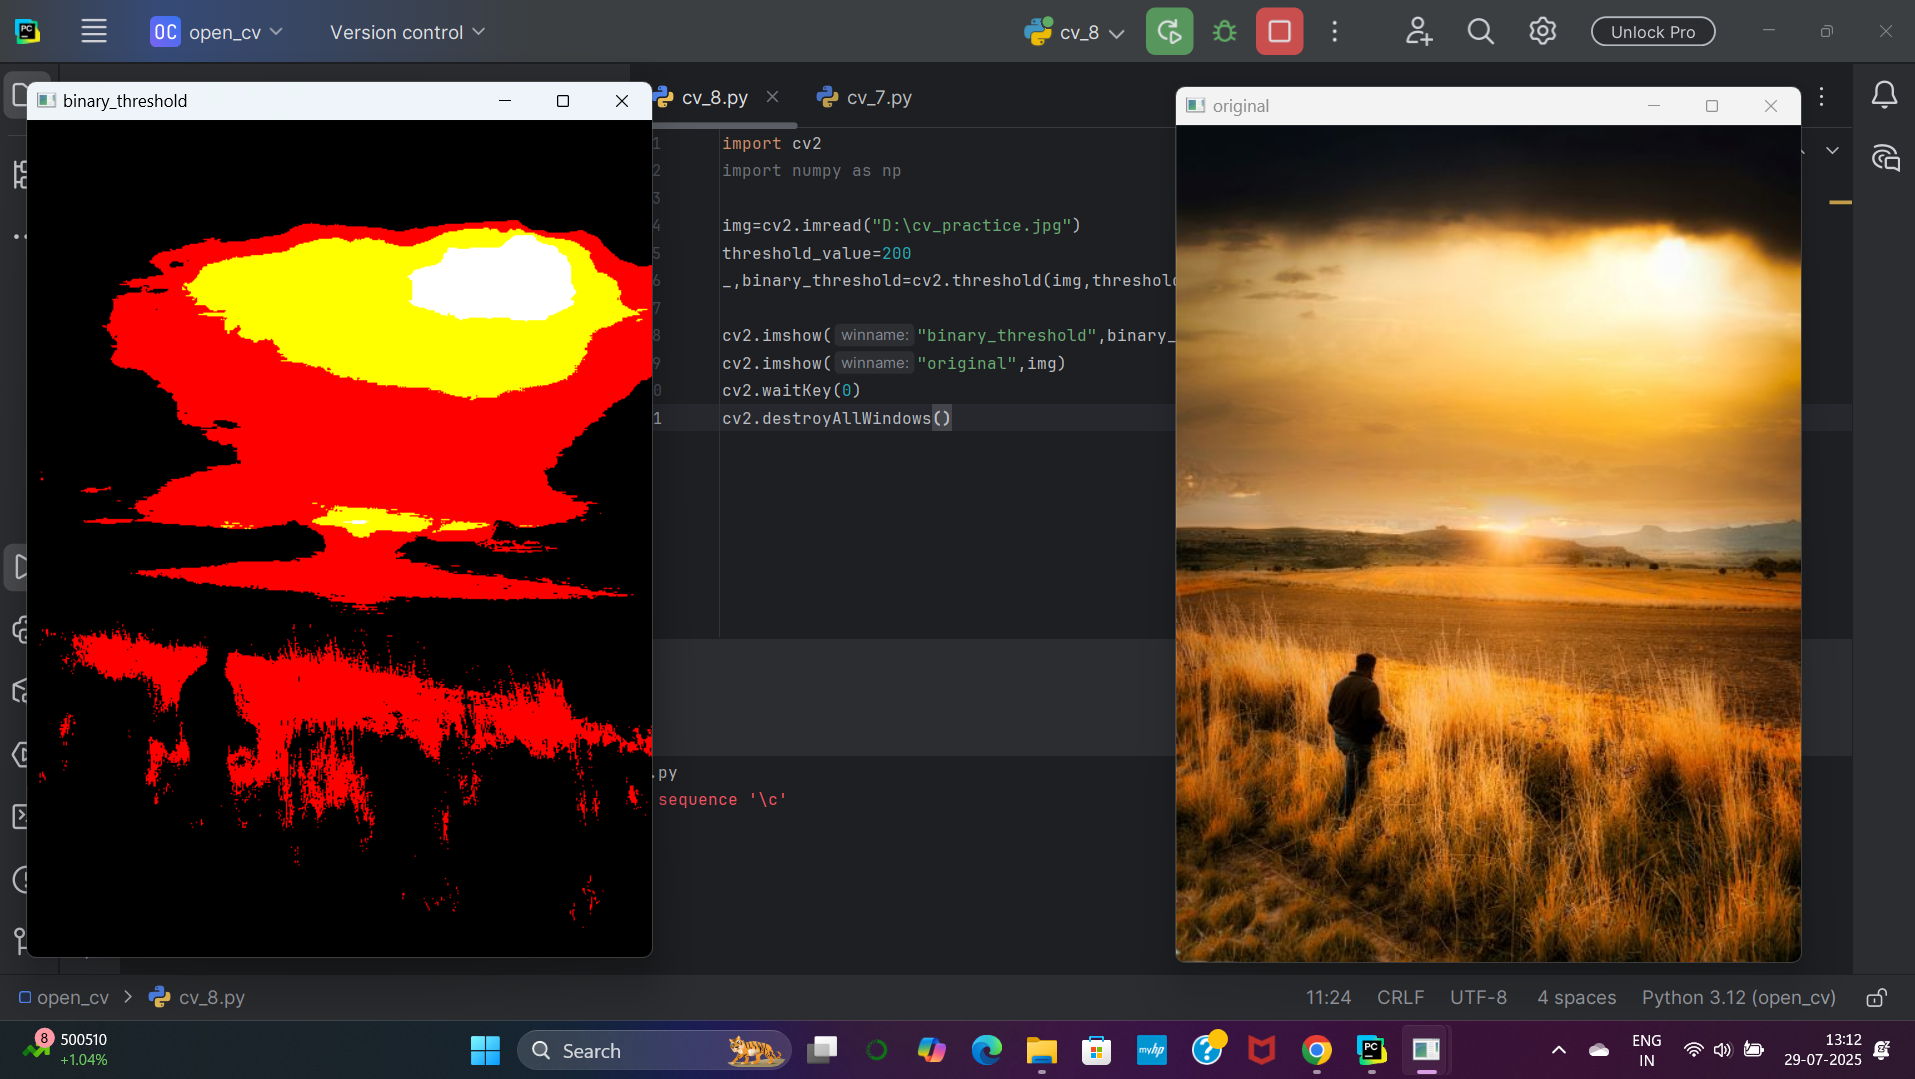 PC
OC open_cv
Version control
cv_8
Unlock Pro
binary_threshold
cv_8.py
cv_7.py
original
1 import cv2
2 import numpy as np
3
4 img=cv2.imread("D:\cv_practice.jpg")
5 threshold_value=200
6 _,binary_threshold=cv2.threshold(img,threshold
7
8 cv2.imshow( winname: "binary_threshold",binary_
9 cv2.imshow( winname: "original",img)
0 cv2.waitKey(0)
1 cv2.destroyAllWindows()
.py
sequence '\c'
open_cv > cv_8.py
11:24 CRLF UTF-8 4 spaces Python 3.12 (open_cv)
8
500510
+1.04%
Search
myhp
PC
ENG
IN
13:12
29-07-2025